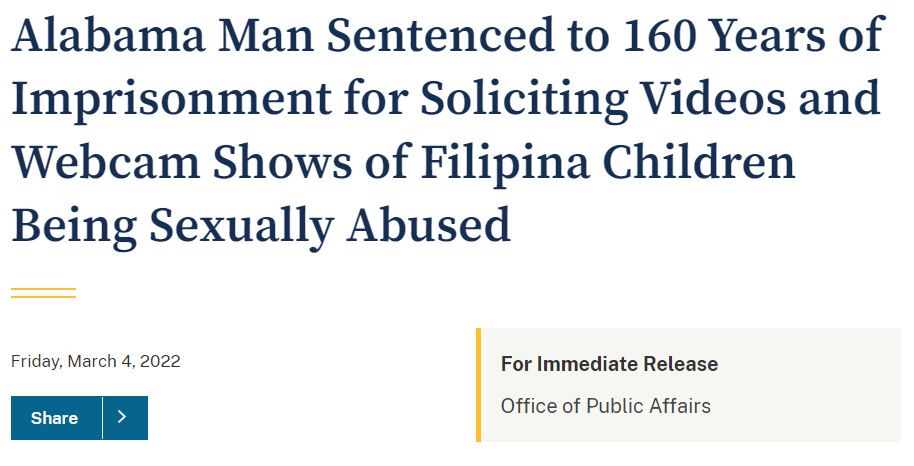 Alabama Man Sentenced to 160 Years of
Imprisonment for Soliciting Videos and
Webcam Shows of Filipina Children
Being Sexually Abused
Friday, March 4, 2022
Share
For Immediate Release
Office of Public Affairs